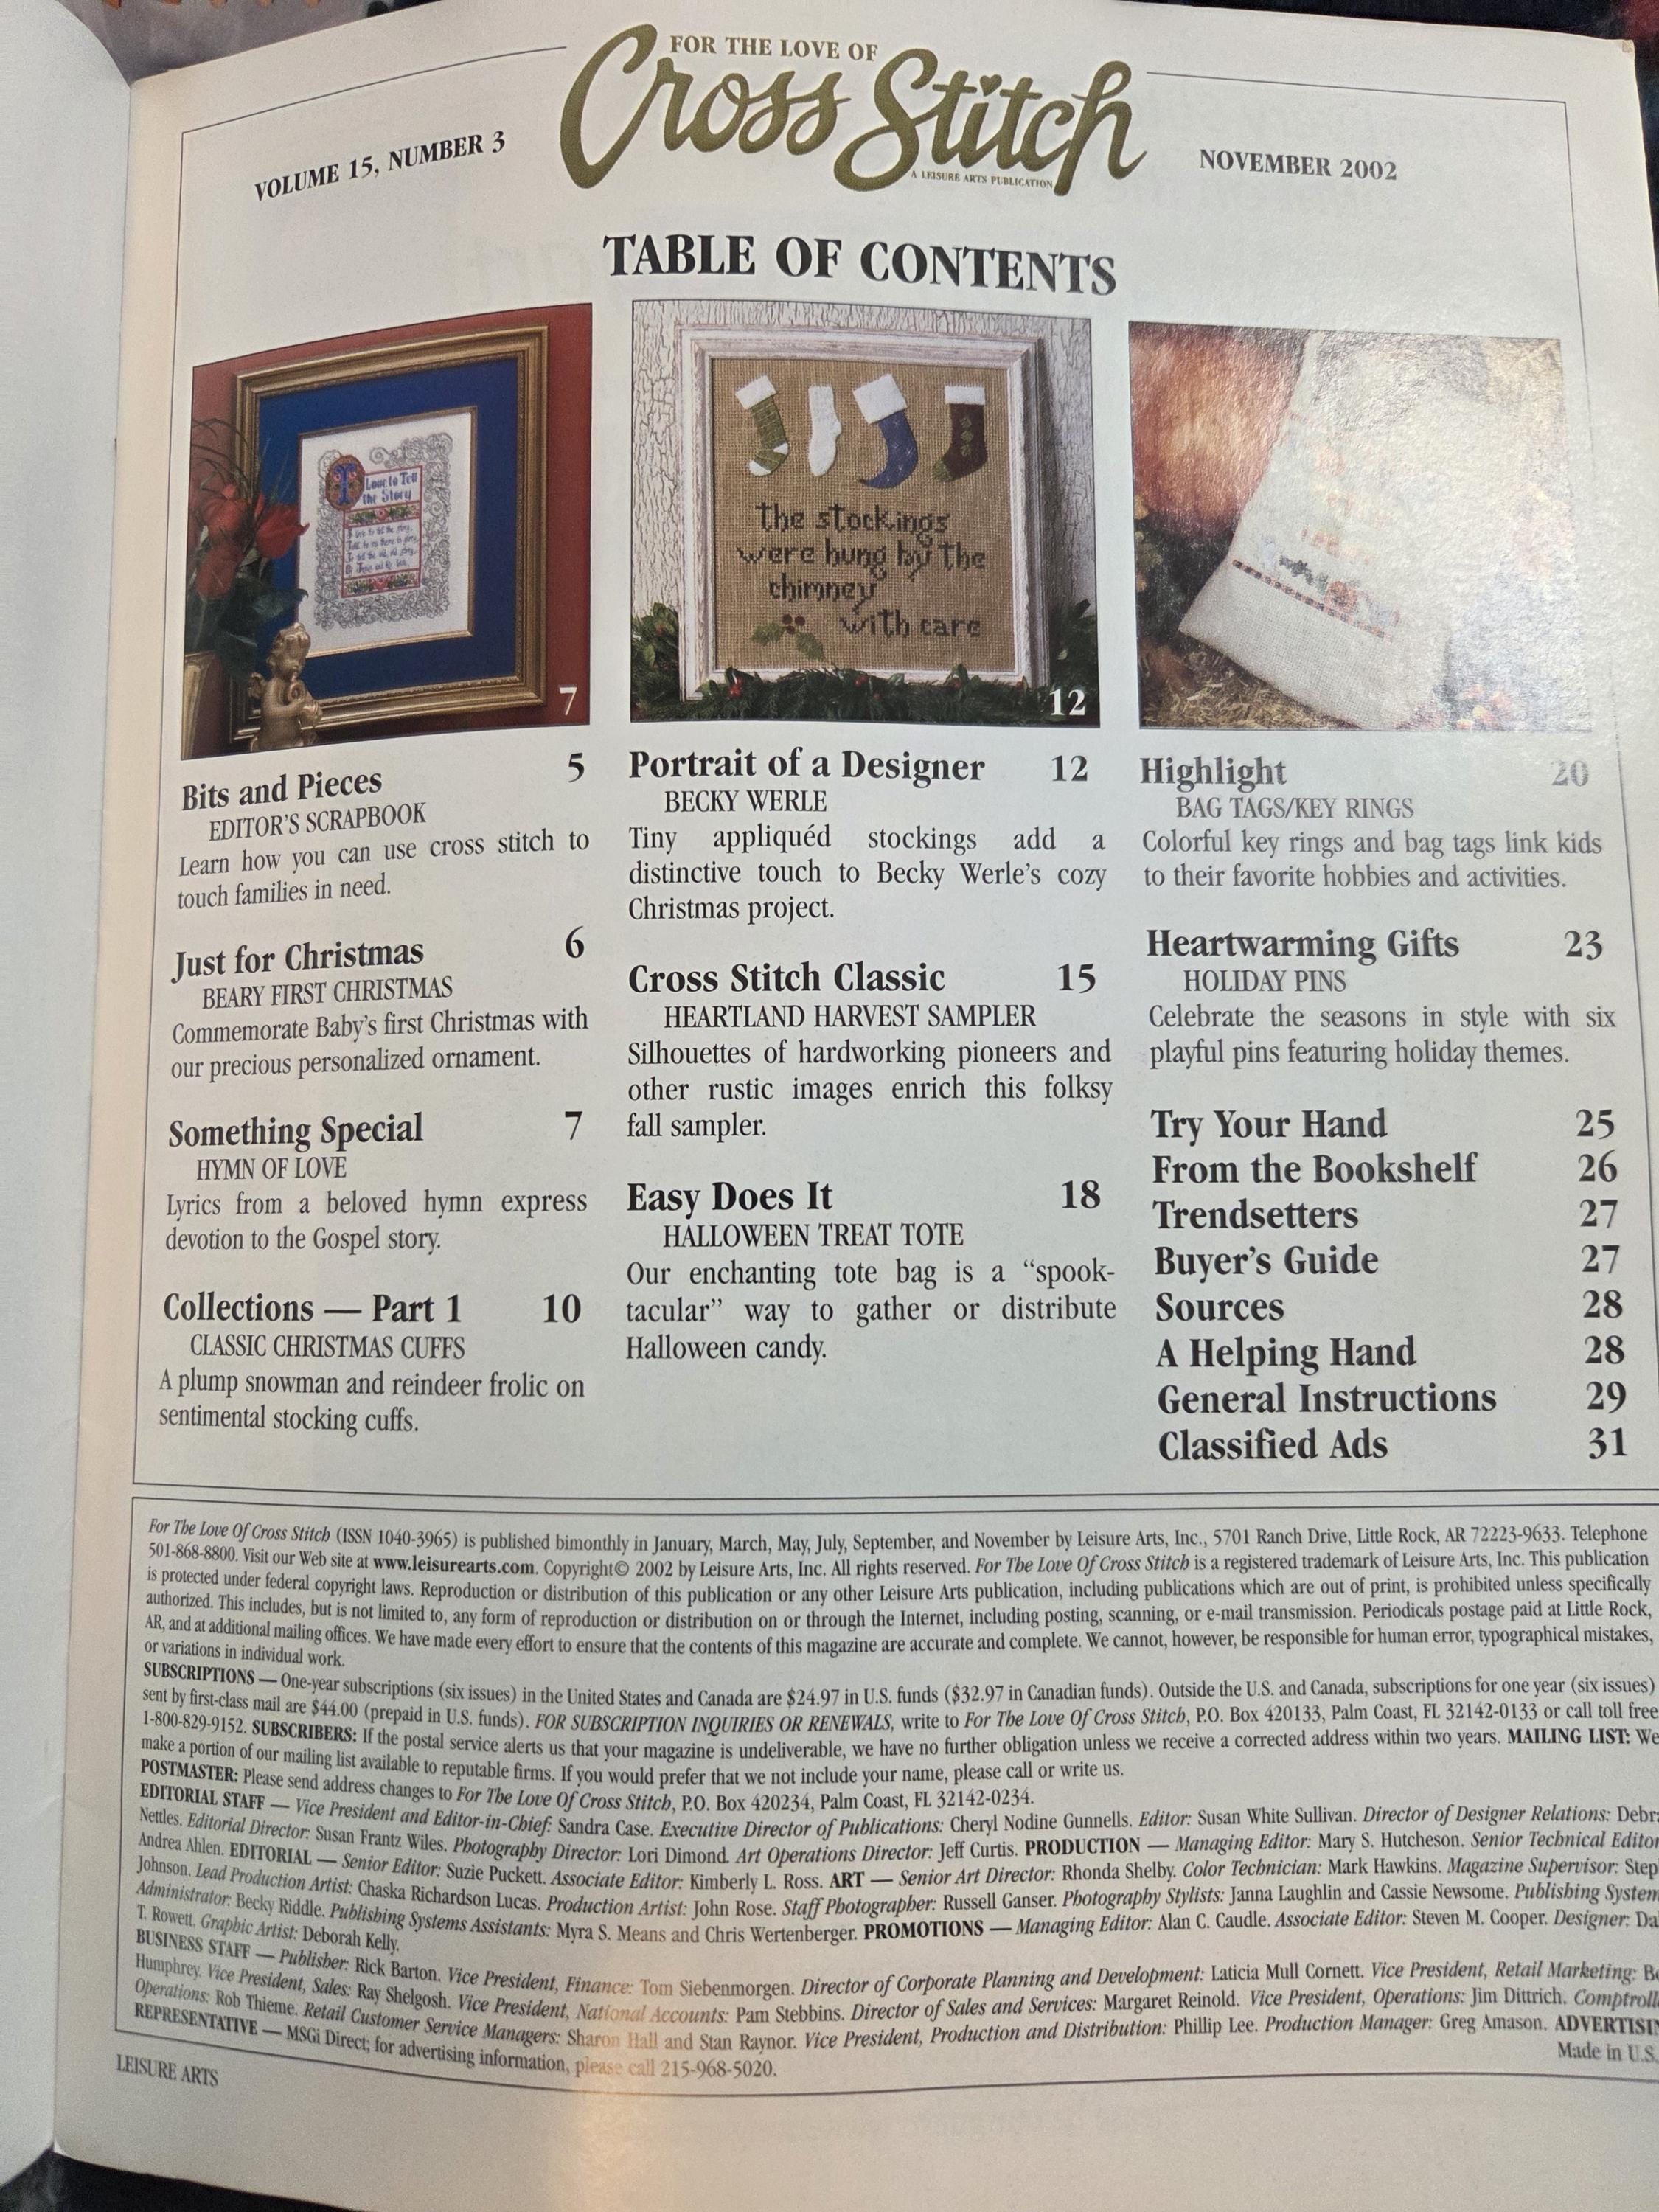 FOR THE LOVE OF
Cross Stitch
A LEISURE ARTS PUBLICATION
VOLUME 15, NUMBER 3
NOVEMBER 2002
TABLE OF CONTENTS
I Love to Tell
the Story
7
the stockings
were hung by the
chimney
with care
12
Bits and Pieces 5
EDITOR'S SCRAPBOOK
Learn how you can use cross stitch to
touch families in need.
Just for Christmas 6
BEARY FIRST CHRISTMAS
Commemorate Baby's first Christmas with
our precious personalized ornament.
Something Special 7
HYMN OF LOVE
Lyrics from a beloved hymn express
devotion to the Gospel story.
Collections — Part 1 10
CLASSIC CHRISTMAS CUFFS
A plump snowman and reindeer frolic on
sentimental stocking cuffs.
Portrait of a Designer 12
BECKY WERLE
Tiny appliquéd stockings add a
distinctive touch to Becky Werle's cozy
Christmas project.
Cross Stitch Classic 15
HEARTLAND HARVEST SAMPLER
Silhouettes of hardworking pioneers and
other rustic images enrich this folksy
fall sampler.
Easy Does It 18
HALLOWEEN TREAT TOTE
Our enchanting tote bag is a “spook-
tacular” way to gather or distribute
Halloween candy.
Highlight 20
BAG TAGS/KEY RINGS
Colorful key rings and bag tags link kids
to their favorite hobbies and activities.
Heartwarming Gifts 23
HOLIDAY PINS
Celebrate the seasons in style with six
playful pins featuring holiday themes.
Try Your Hand 25
From the Bookshelf 26
Trendsetters 27
Buyer's Guide 27
Sources 28
A Helping Hand 28
General Instructions 29
Classified Ads 31
For The Love Of Cross Stitch (ISSN 1040-3965) is published bimonthly in January, March, May, July, September, and November by Leisure Arts, Inc., 5701 Ranch Drive, Little Rock, AR 72223-9633. Telephone
501-868-8800. Visit our Web site at www.leisurearts.com. Copyright© 2002 by Leisure Arts, Inc. All rights reserved. For The Love Of Cross Stitch is a registered trademark of Leisure Arts, Inc. This publication
is protected under federal copyright laws. Reproduction or distribution of this publication or any other Leisure Arts publication, including publications which are out of print, is prohibited unless specifically
authorized. This includes, but is not limited to, any form of reproduction or distribution on or through the Internet, including posting, scanning, or e-mail transmission. Periodicals postage paid at Little Rock,
AR, and at additional mailing offices. We have made every effort to ensure that the contents of this magazine are accurate and complete. We cannot, however, be responsible for human error, typographical mistakes,
or variations in individual work.
SUBSCRIPTIONS — One-year subscriptions (six issues) in the United States and Canada are $24.97 in U.S. funds ($32.97 in Canadian funds). Outside the U.S. and Canada, subscriptions for one year (six issues)
sent by first-class mail are $44.00 (prepaid in U.S. funds). FOR SUBSCRIPTION INQUIRIES OR RENEWALS, write to For The Love Of Cross Stitch, P.O. Box 420133, Palm Coast, FL 32142-0133 or call toll free
1-800-829-9152. SUBSCRIBERS: If the postal service alerts us that your magazine is undeliverable, we have no further obligation unless we receive a corrected address within two years. MAILING LIST: We
make a portion of our mailing list available to reputable firms. If you would prefer that we not include your name, please call or write us.
POSTMASTER: Please send address changes to For The Love Of Cross Stitch, P.O. Box 420234, Palm Coast, FL 32142-0234.
EDITORIAL STAFF — Vice President and Editor-in-Chief: Sandra Case. Executive Director of Publications: Cheryl Nodine Gunnells. Editor: Susan White Sullivan. Director of Designer Relations: Debr
Nettles. Editorial Director: Susan Frantz Wiles. Photography Director: Lori Dimond. Art Operations Director: Jeff Curtis. PRODUCTION — Managing Editor: Mary S. Hutcheson. Senior Technical Editor
Andrea Ahlen. EDITORIAL — Senior Editor: Suzie Puckett. Associate Editor: Kimberly L. Ross. ART — Senior Art Director: Rhonda Shelby. Color Technician: Mark Hawkins. Magazine Supervisor: Step
Johnson. Lead Production Artist: Chaska Richardson Lucas. Production Artist: John Rose. Staff Photographer: Russell Ganser. Photography Stylists: Janna Laughlin and Cassie Newsome. Publishing System
Administrator: Becky Riddle. Publishing Systems Assistants: Myra S. Means and Chris Wertenberger. PROMOTIONS — Managing Editor: Alan C. Caudle. Associate Editor: Steven M. Cooper. Designer: Da
T. Rowett. Graphic Artist: Deborah Kelly.
BUSINESS STAFF — Publisher: Rick Barton. Vice President, Finance: Tom Siebenmorgen. Director of Corporate Planning and Development: Laticia Mull Cornett. Vice President, Retail Marketing: B
Humphrey. Vice President, Sales: Ray Shelgosh. Vice President, National Accounts: Pam Stebbins. Director of Sales and Services: Margaret Reinold. Vice President, Operations: Jim Dittrich. Comptroll
Operations: Rob Thieme. Retail Customer Service Managers: Sharon Hall and Stan Raynor. Vice President, Production and Distribution: Phillip Lee. Production Manager: Greg Amason. ADVERTISI
REPRESENTATIVE — MSGi Direct; for advertising information, please call 215-968-5020.
Made in U.S.
LEISURE ARTS